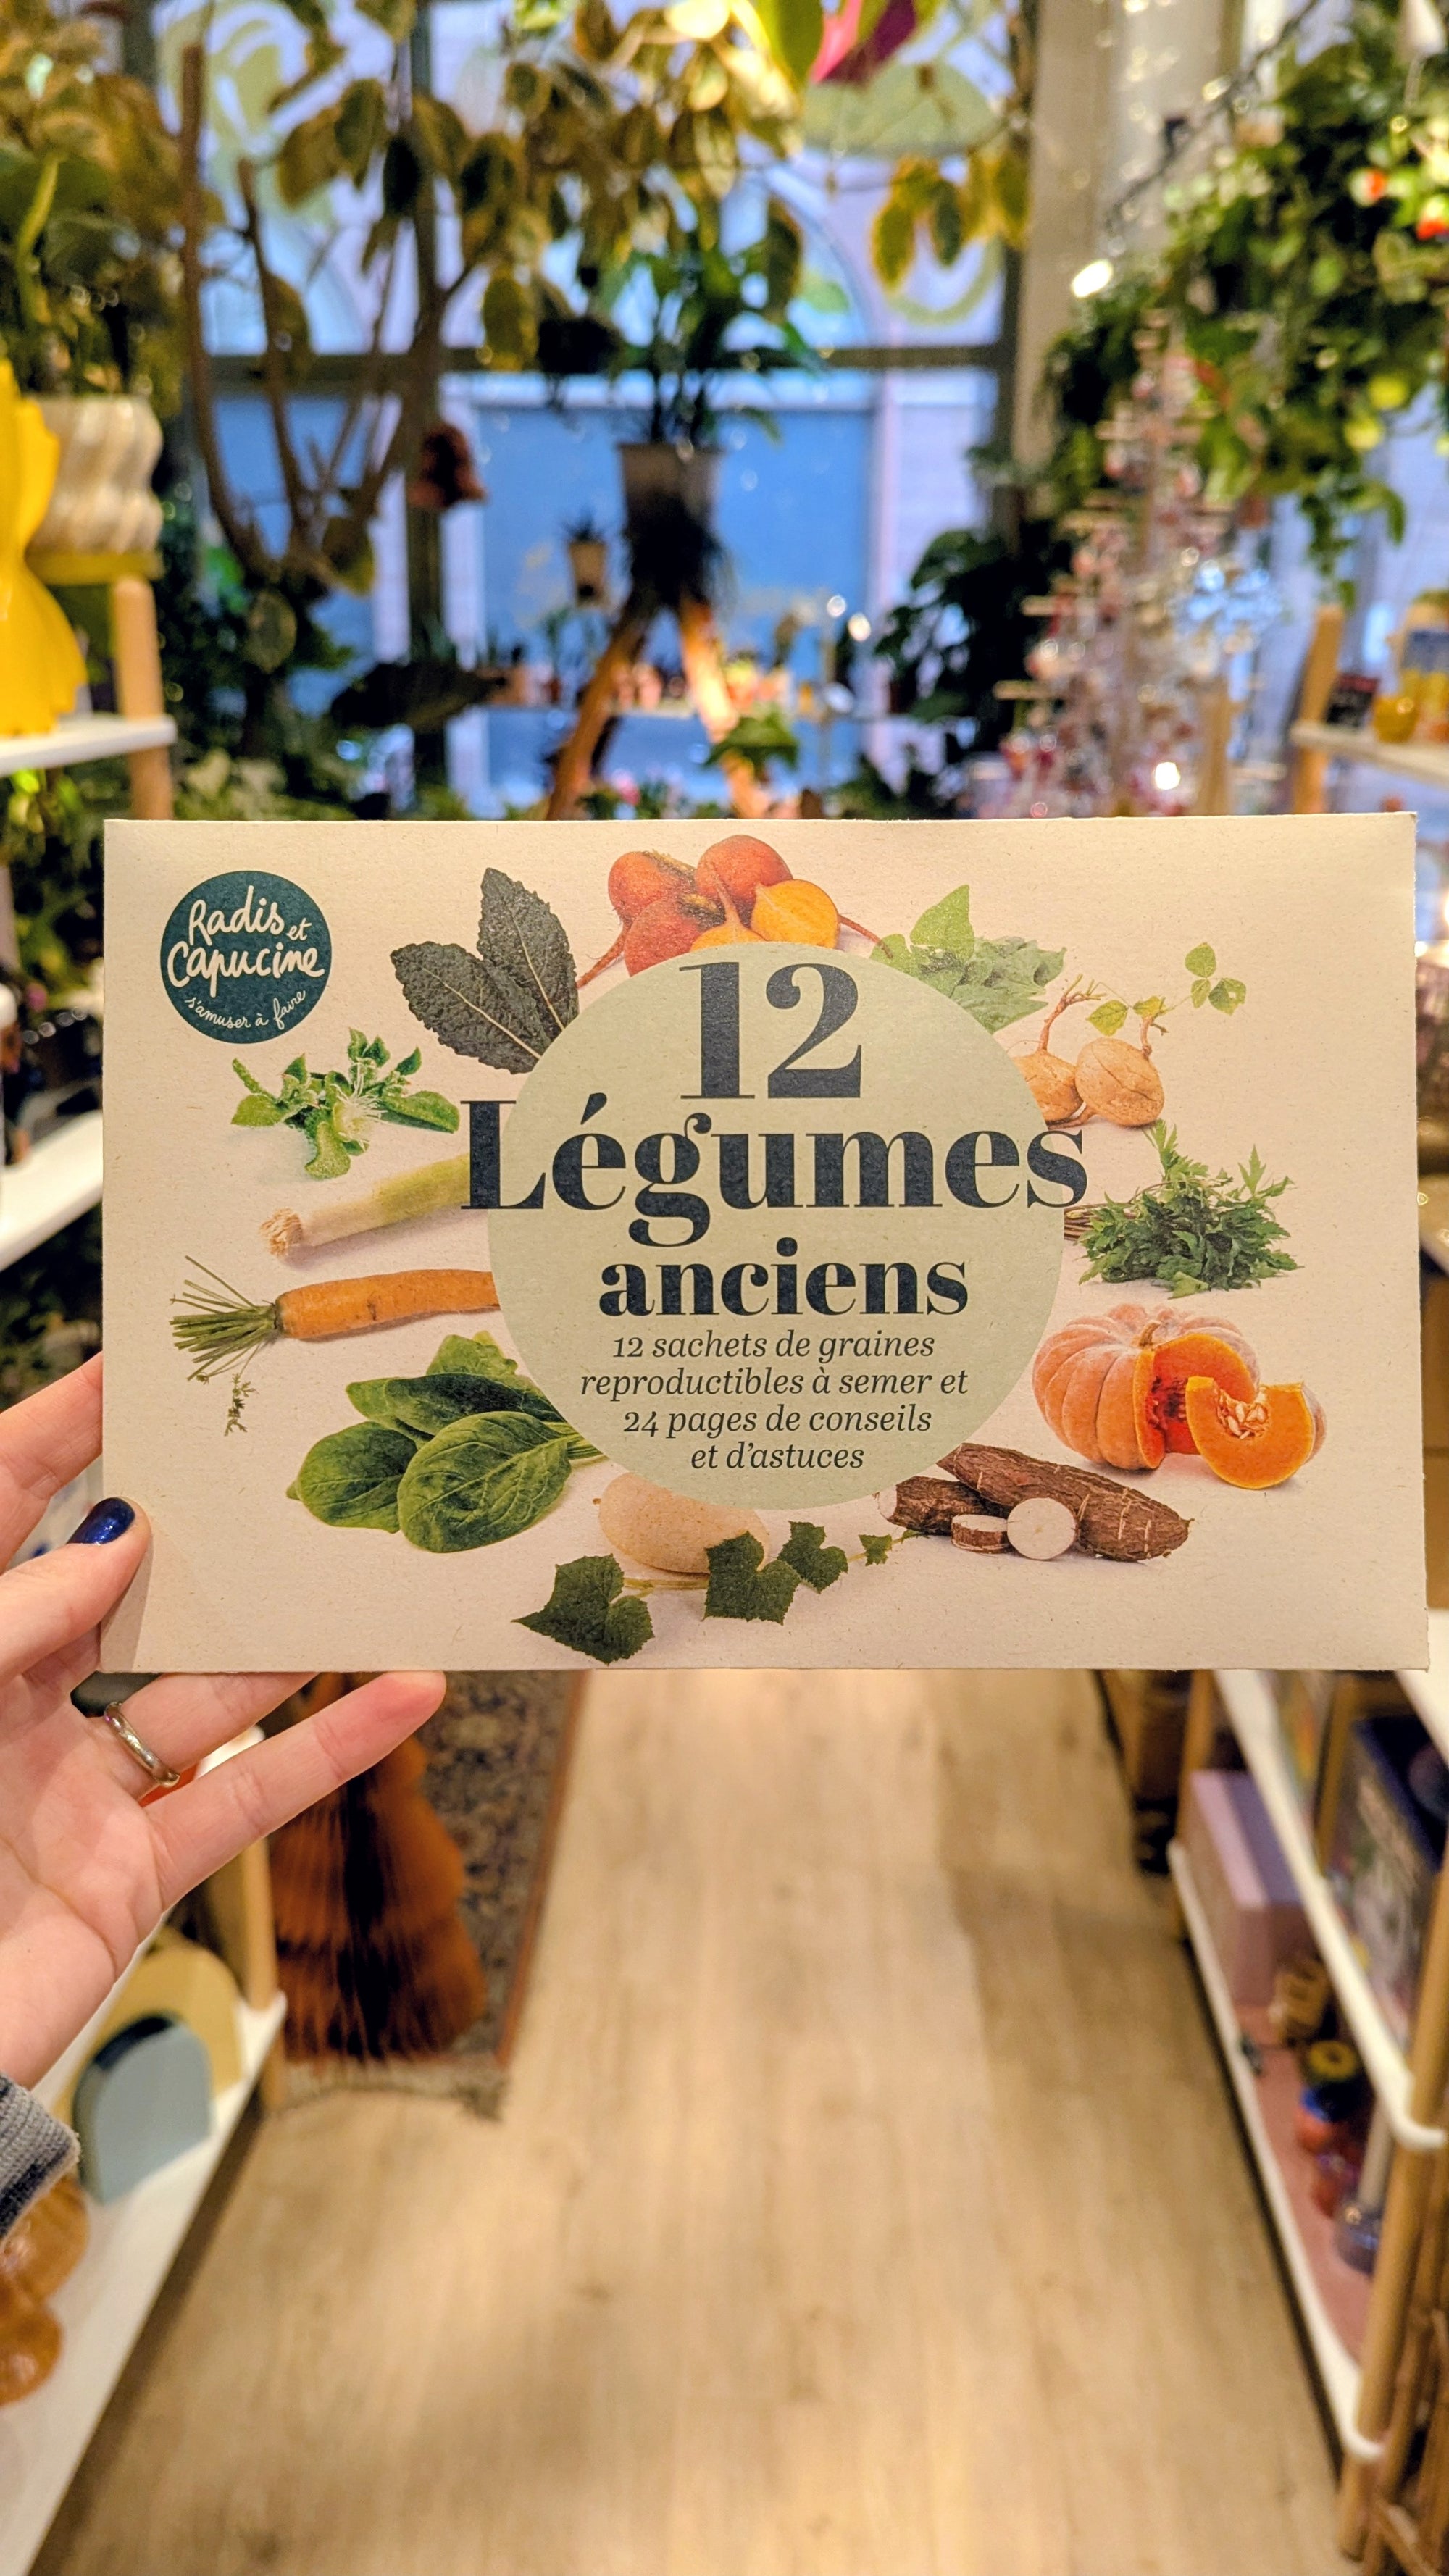 Radis et
Capucine
s'amuser à faire
12
Légumes
anciens
12 sachets de graines
reproductibles à semer et
24 pages de conseils
et d'astuces